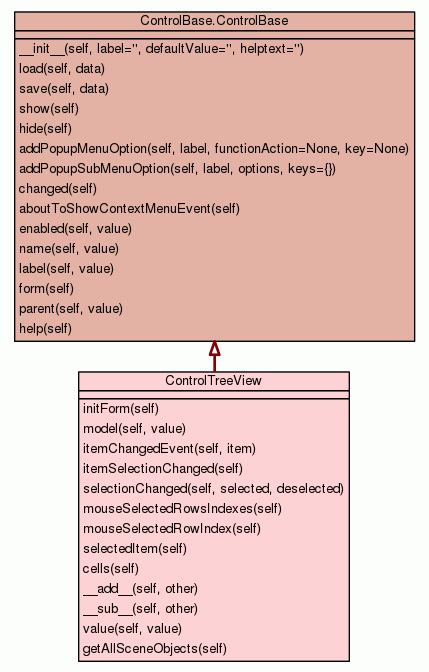 ControlBase.ControlBase
__init__(self, label='', defaultValue='', helptext='')
load(self, data)
save(self, data)
show(self)
hide(self)
addPopupMenuOption(self, label, functionAction=None, key=None)
addPopupSubMenuOption(self, label, options, keys={})
changed(self)
aboutToShowContextMenuEvent(self)
enabled(self, value)
name(self, value)
label(self, value)
form(self)
parent(self, value)
help(self)
ControlTreeView
initForm(self)
model(self, value)
itemChangedEvent(self, item)
itemSelectionChanged(self)
selectionChanged(self, selected, deselected)
mouseSelectedRowsIndexes(self)
mouseSelectedRowIndex(self)
selectedItem(self)
cells(self)
__add__(self, other)
__sub__(self, other)
value(self, value)
getAllSceneObjects(self)